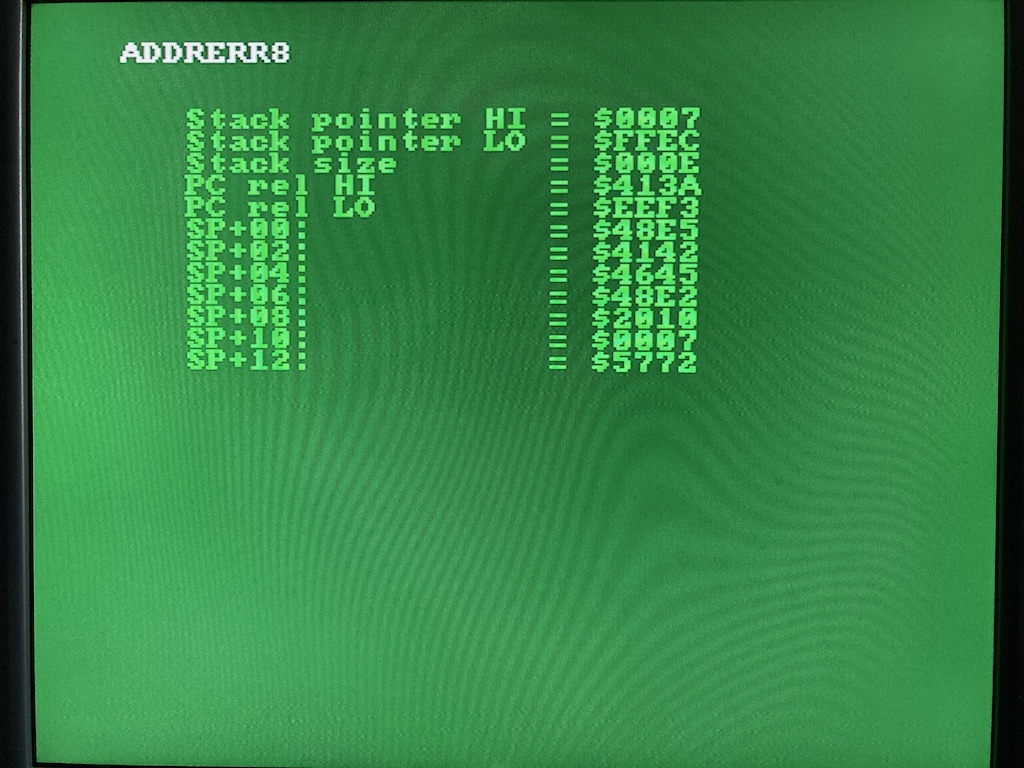 ADDRERR8
Stack pointer HI = $0007
Stack pointer LO = $FFEC
Stack size = $000E
PC rel HI = $413A
PC rel LO = $EEF3
SP+00: = $48E5
SP+02: = $4142
SP+04: = $4645
SP+06: = $48E2
SP+08: = $2010
SP+10: = $0007
SP+12: = $5772